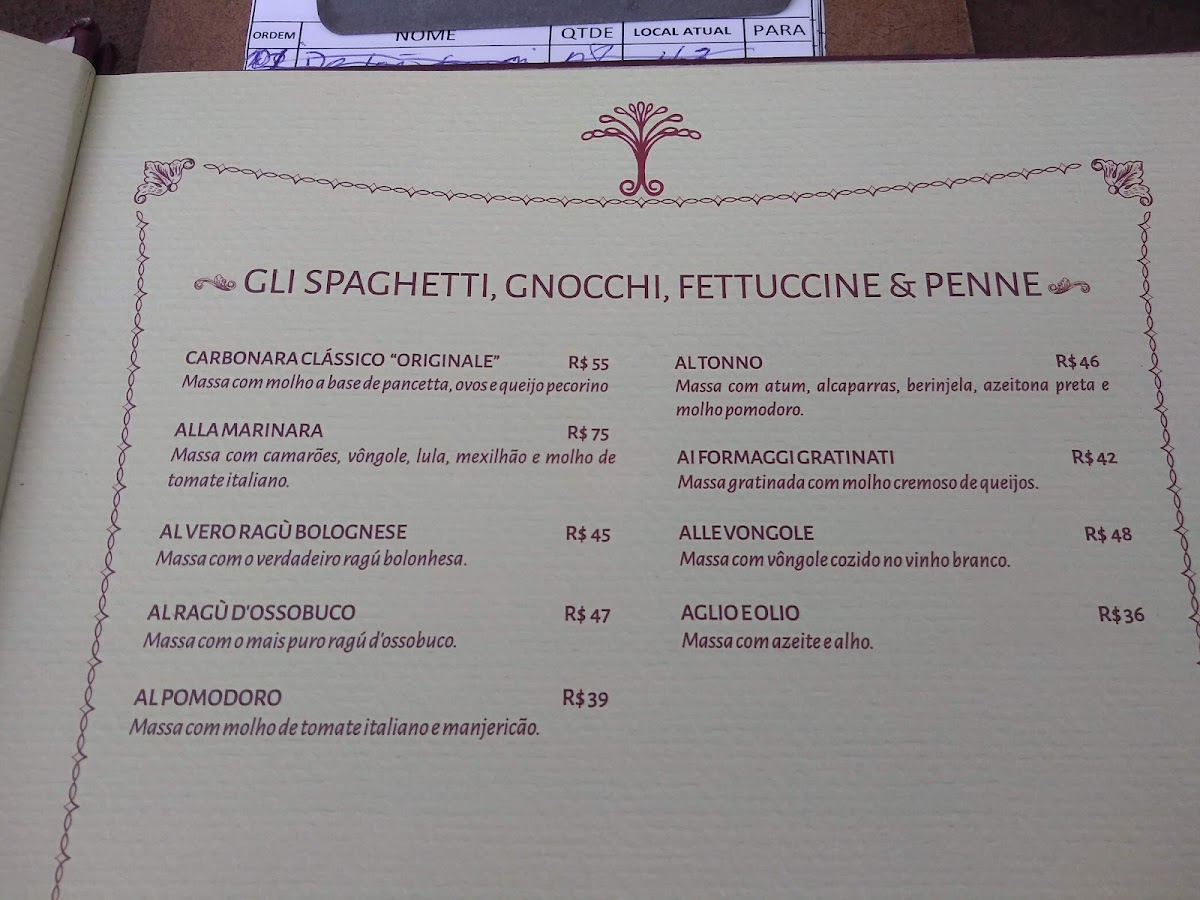 ORDEM NOME QTDE LOCAL ATUAL PARA
GLI SPAGHETTI, GNOCCHI, FETTUCCINE & PENNE
CARBONARA CLÁSSICO "ORIGINALE" R$ 55
Massa com molho a base de pancetta, ovos e queijo pecorino
ALLA MARINARA R$ 75
Massa com camarões, vôngole, lula, mexilhão e molho de
tomate italiano.
AL VERO RAGÙ BOLOGNESE R$ 45
Massa com o verdadeiro ragú bolonhesa.
AL RAGÙ D'OSSOBUCO R$ 47
Massa com o mais puro ragú d'ossobuco.
AL POMODORO R$ 39
Massa com molho de tomate italiano e manjericão.
AL TONNO R$ 46
Massa com atum, alcaparras, berinjela, azeitona preta e
molho pomodoro.
AI FORMAGGI GRATINATI R$ 42
Massa gratinada com molho cremoso de queijos.
ALLE VONGOLE R$ 48
Massa com vôngole cozido no vinho branco.
AGLIO E OLIO R$ 36
Massa com azeite e alho.